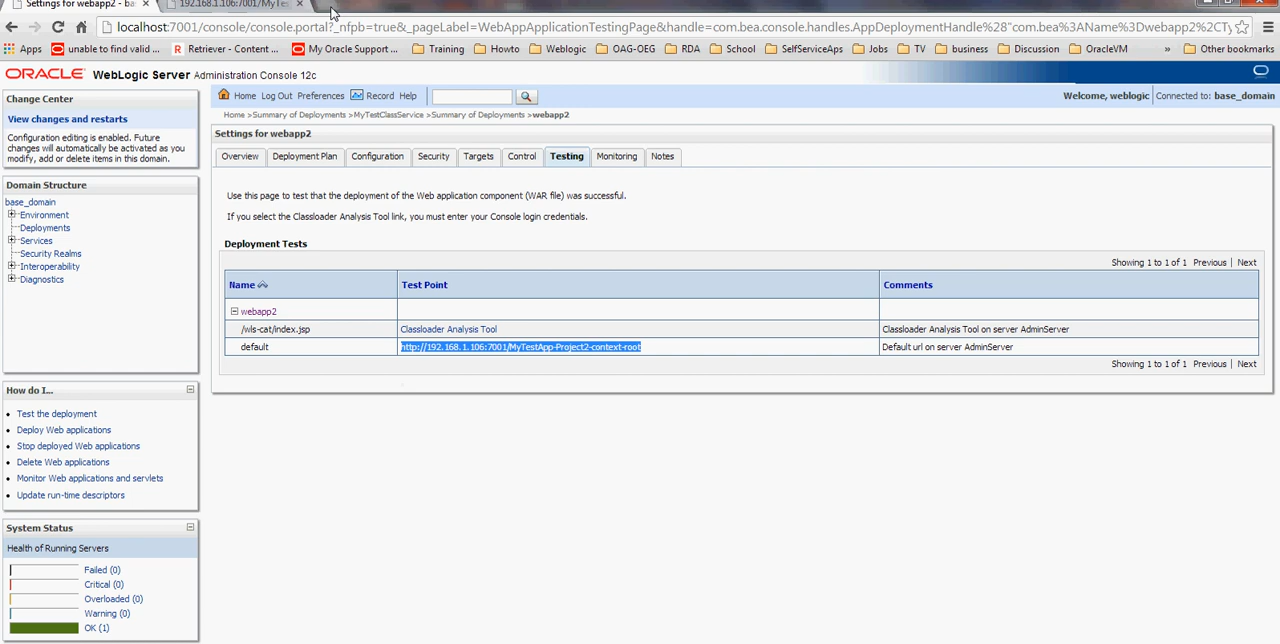 Settings for webapp2 - ba
192.168.1.106:7001/MyTes
localhost:7001/console/console.portal?_nfpb=true&_pageLabel=WebAppApplicationTestingPage&handle=com.bea.console.handles.AppDeploymentHandle%28"com.bea%3AName%3Dwebapp2%2CTy
Apps unable to find valid ... Retriever - Content ... My Oracle Support ... Training Howto Weblogic OAG-OEG RDA School SelfServiceAps Jobs TV business Discussion OracleVM » Other bookmarks
ORACLE WebLogic Server Administration Console 12c
Change Center
View changes and restarts
Configuration editing is enabled. Future
changes will automatically be activated as you
modify, add or delete items in this domain.
Domain Structure
base_domain
Environment
Deployments
Services
Security Realms
Interoperability
Diagnostics
How do I...
Test the deployment
Deploy Web applications
Stop deployed Web applications
Delete Web applications
Monitor Web applications and servlets
Update run-time descriptors
System Status
Health of Running Servers
Failed (0)
Critical (0)
Overloaded (0)
Warning (0)
OK (1)
Home Log Out Preferences Record Help
Welcome, weblogic Connected to: base_domain
Home >Summary of Deployments >MyTestClassService >Summary of Deployments >webapp2
Settings for webapp2
Overview Deployment Plan Configuration Security Targets Control Testing Monitoring Notes
Use this page to test that the deployment of the Web application component (WAR file) was successful.
If you select the Classloader Analysis Tool link, you must enter your Console login credentials.
Deployment Tests
Showing 1 to 1 of 1 Previous | Next
Name Test Point Comments
webapp2
/wls-cat/index.jsp Classloader Analysis Tool Classloader Analysis Tool on server AdminServer
default http://192.168.1.106:7001/MyTestApp-Project2-context-root Default url on server AdminServer
Showing 1 to 1 of 1 Previous | Next